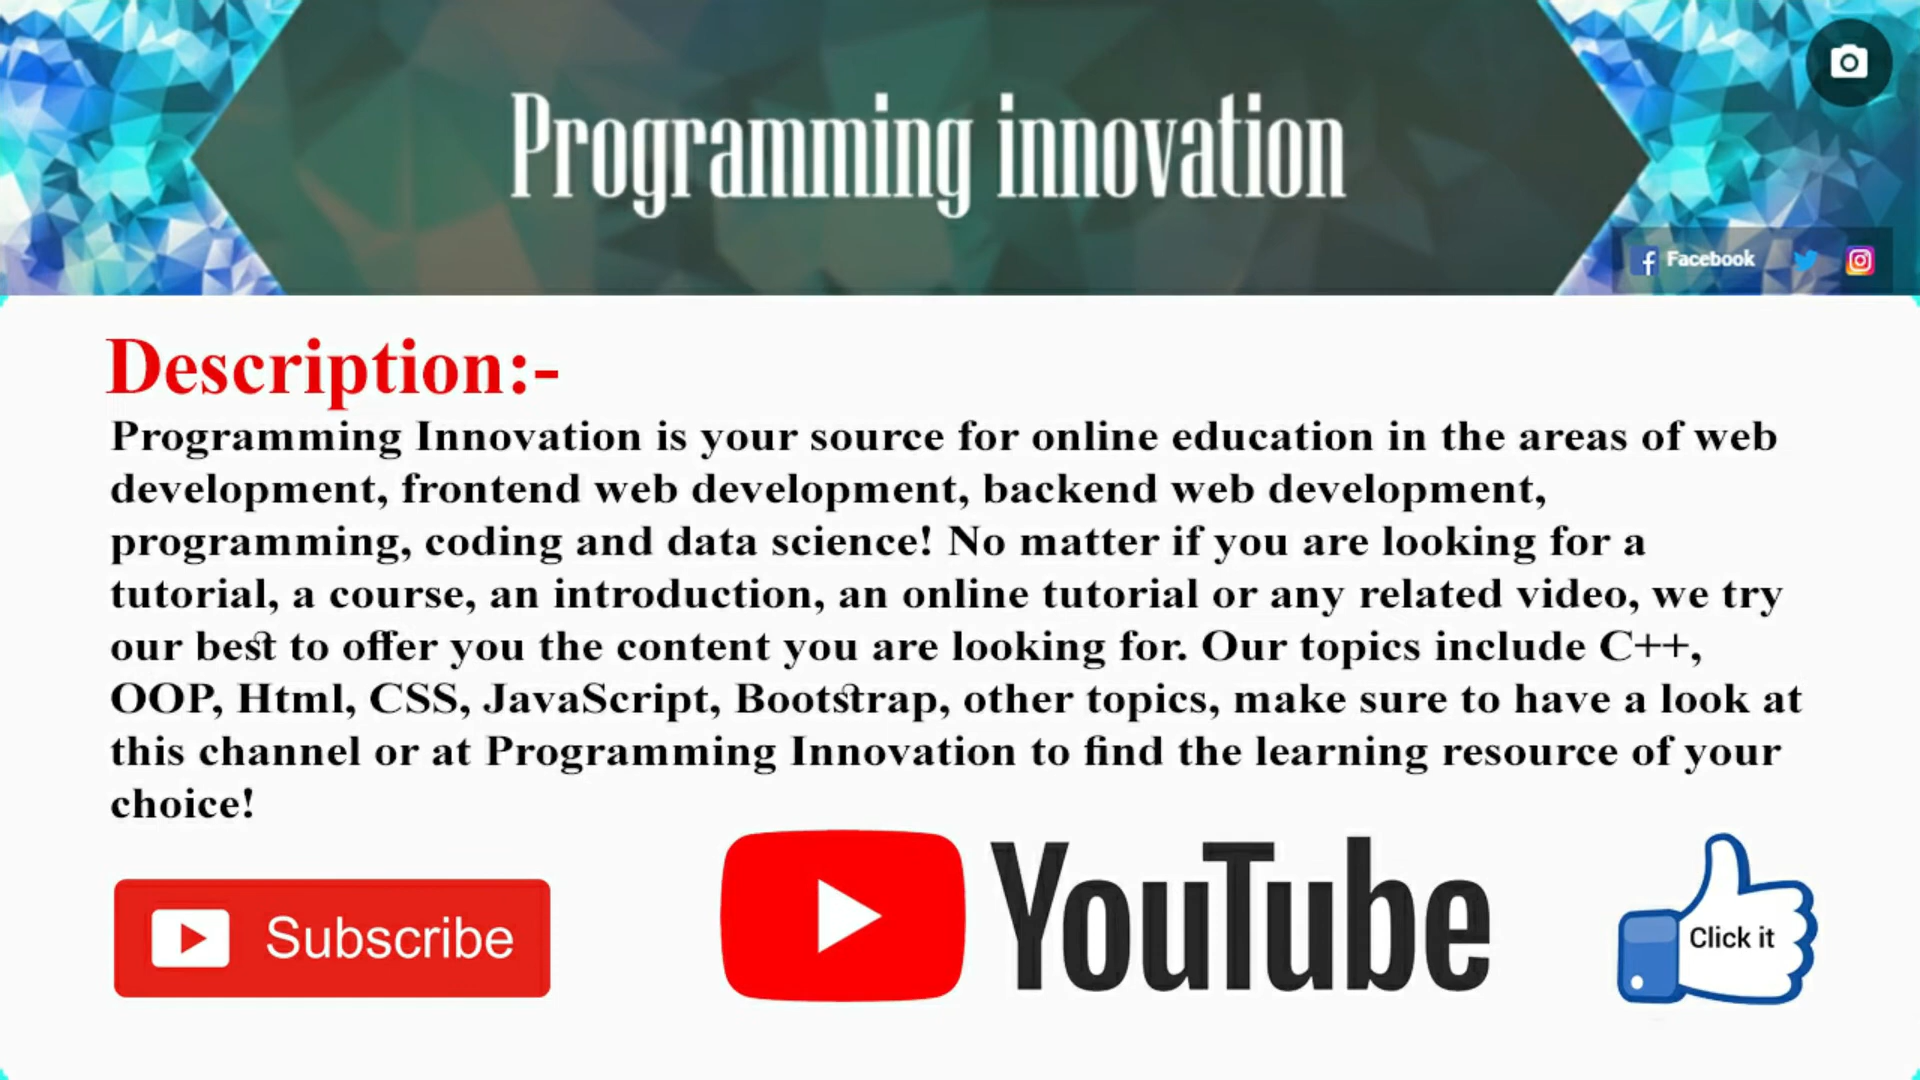 Programming innovation
Facebook
Description:-
Programming Innovation is your source for online education in the areas of web
development, frontend web development, backend web development,
programming, coding and data science! No matter if you are looking for a
tutorial, a course, an introduction, an online tutorial or any related video, we try
our best to offer you the content you are looking for. Our topics include C++,
OOP, Html, CSS, JavaScript, Bootstrap, other topics, make sure to have a look at
this channel or at Programming Innovation to find the learning resource of your
choice!
Subscribe
YouTube
Click it